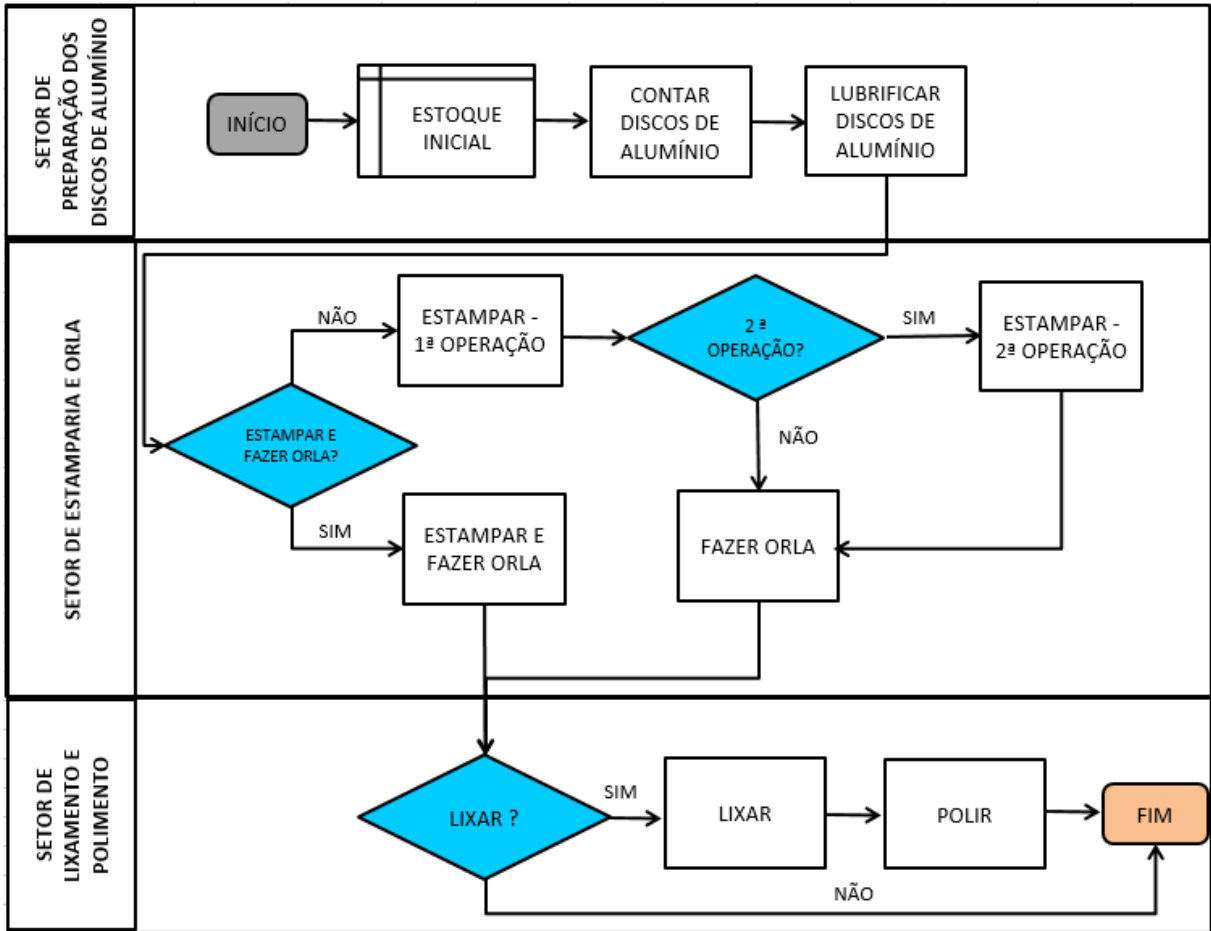 SETOR DE
PREPARAÇÃO DOS
DISCOS DE ALUMÍNIO
INÍCIO
ESTOQUE
INICIAL
CONTAR
DISCOS DE
ALUMÍNIO
LUBRIFICAR
DISCOS DE
ALUMÍNIO
SETOR DE ESTAMPARIA E ORLA
NÃO
ESTAMPAR -
1ª OPERAÇÃO
2 ª
OPERAÇÃO?
SIM
ESTAMPAR -
2ª OPERAÇÃO
ESTAMPAR E
FAZER ORLA?
NÃO
SIM
ESTAMPAR E
FAZER ORLA
FAZER ORLA
SETOR DE
LIXAMENTO E
POLIMENTO
LIXAR ?
SIM
LIXAR
POLIR
FIM
NÃO